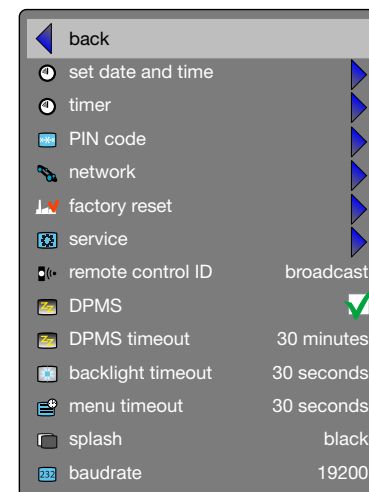 back
set date and time
timer
PIN code
network
factory reset
service
remote control ID broadcast
DPMS
DPMS timeout 30 minutes
backlight timeout 30 seconds
menu timeout 30 seconds
splash black
232 baudrate 19200